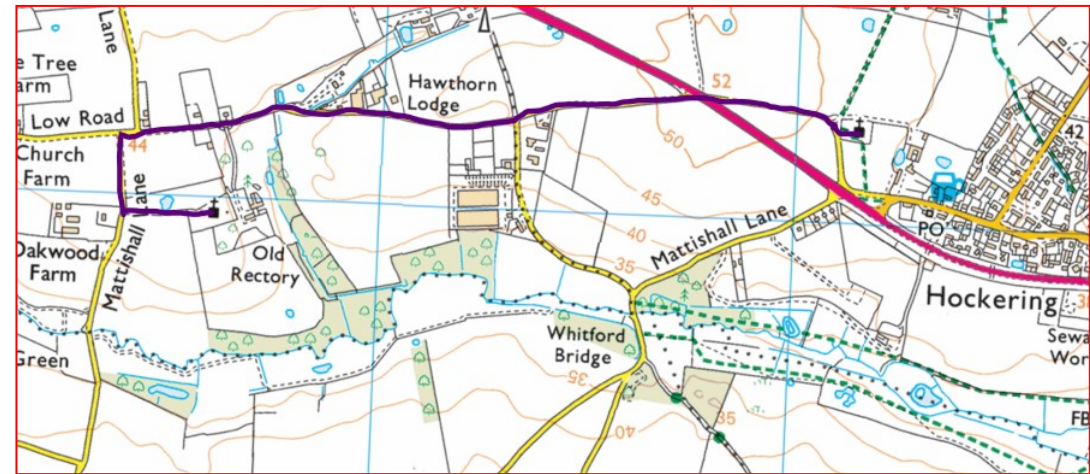 Lane
e Tree
arm
Low Road
44
Church
Farm
Lane
Mattishall
Oakwood
Farm
Green
Old
Rectory
Hawthorn
Lodge
52
50
45
40
35
Mattishall Lane
42
PO
Hockering
Whitford
Bridge
35
40
35
Sewa
Wor
FB